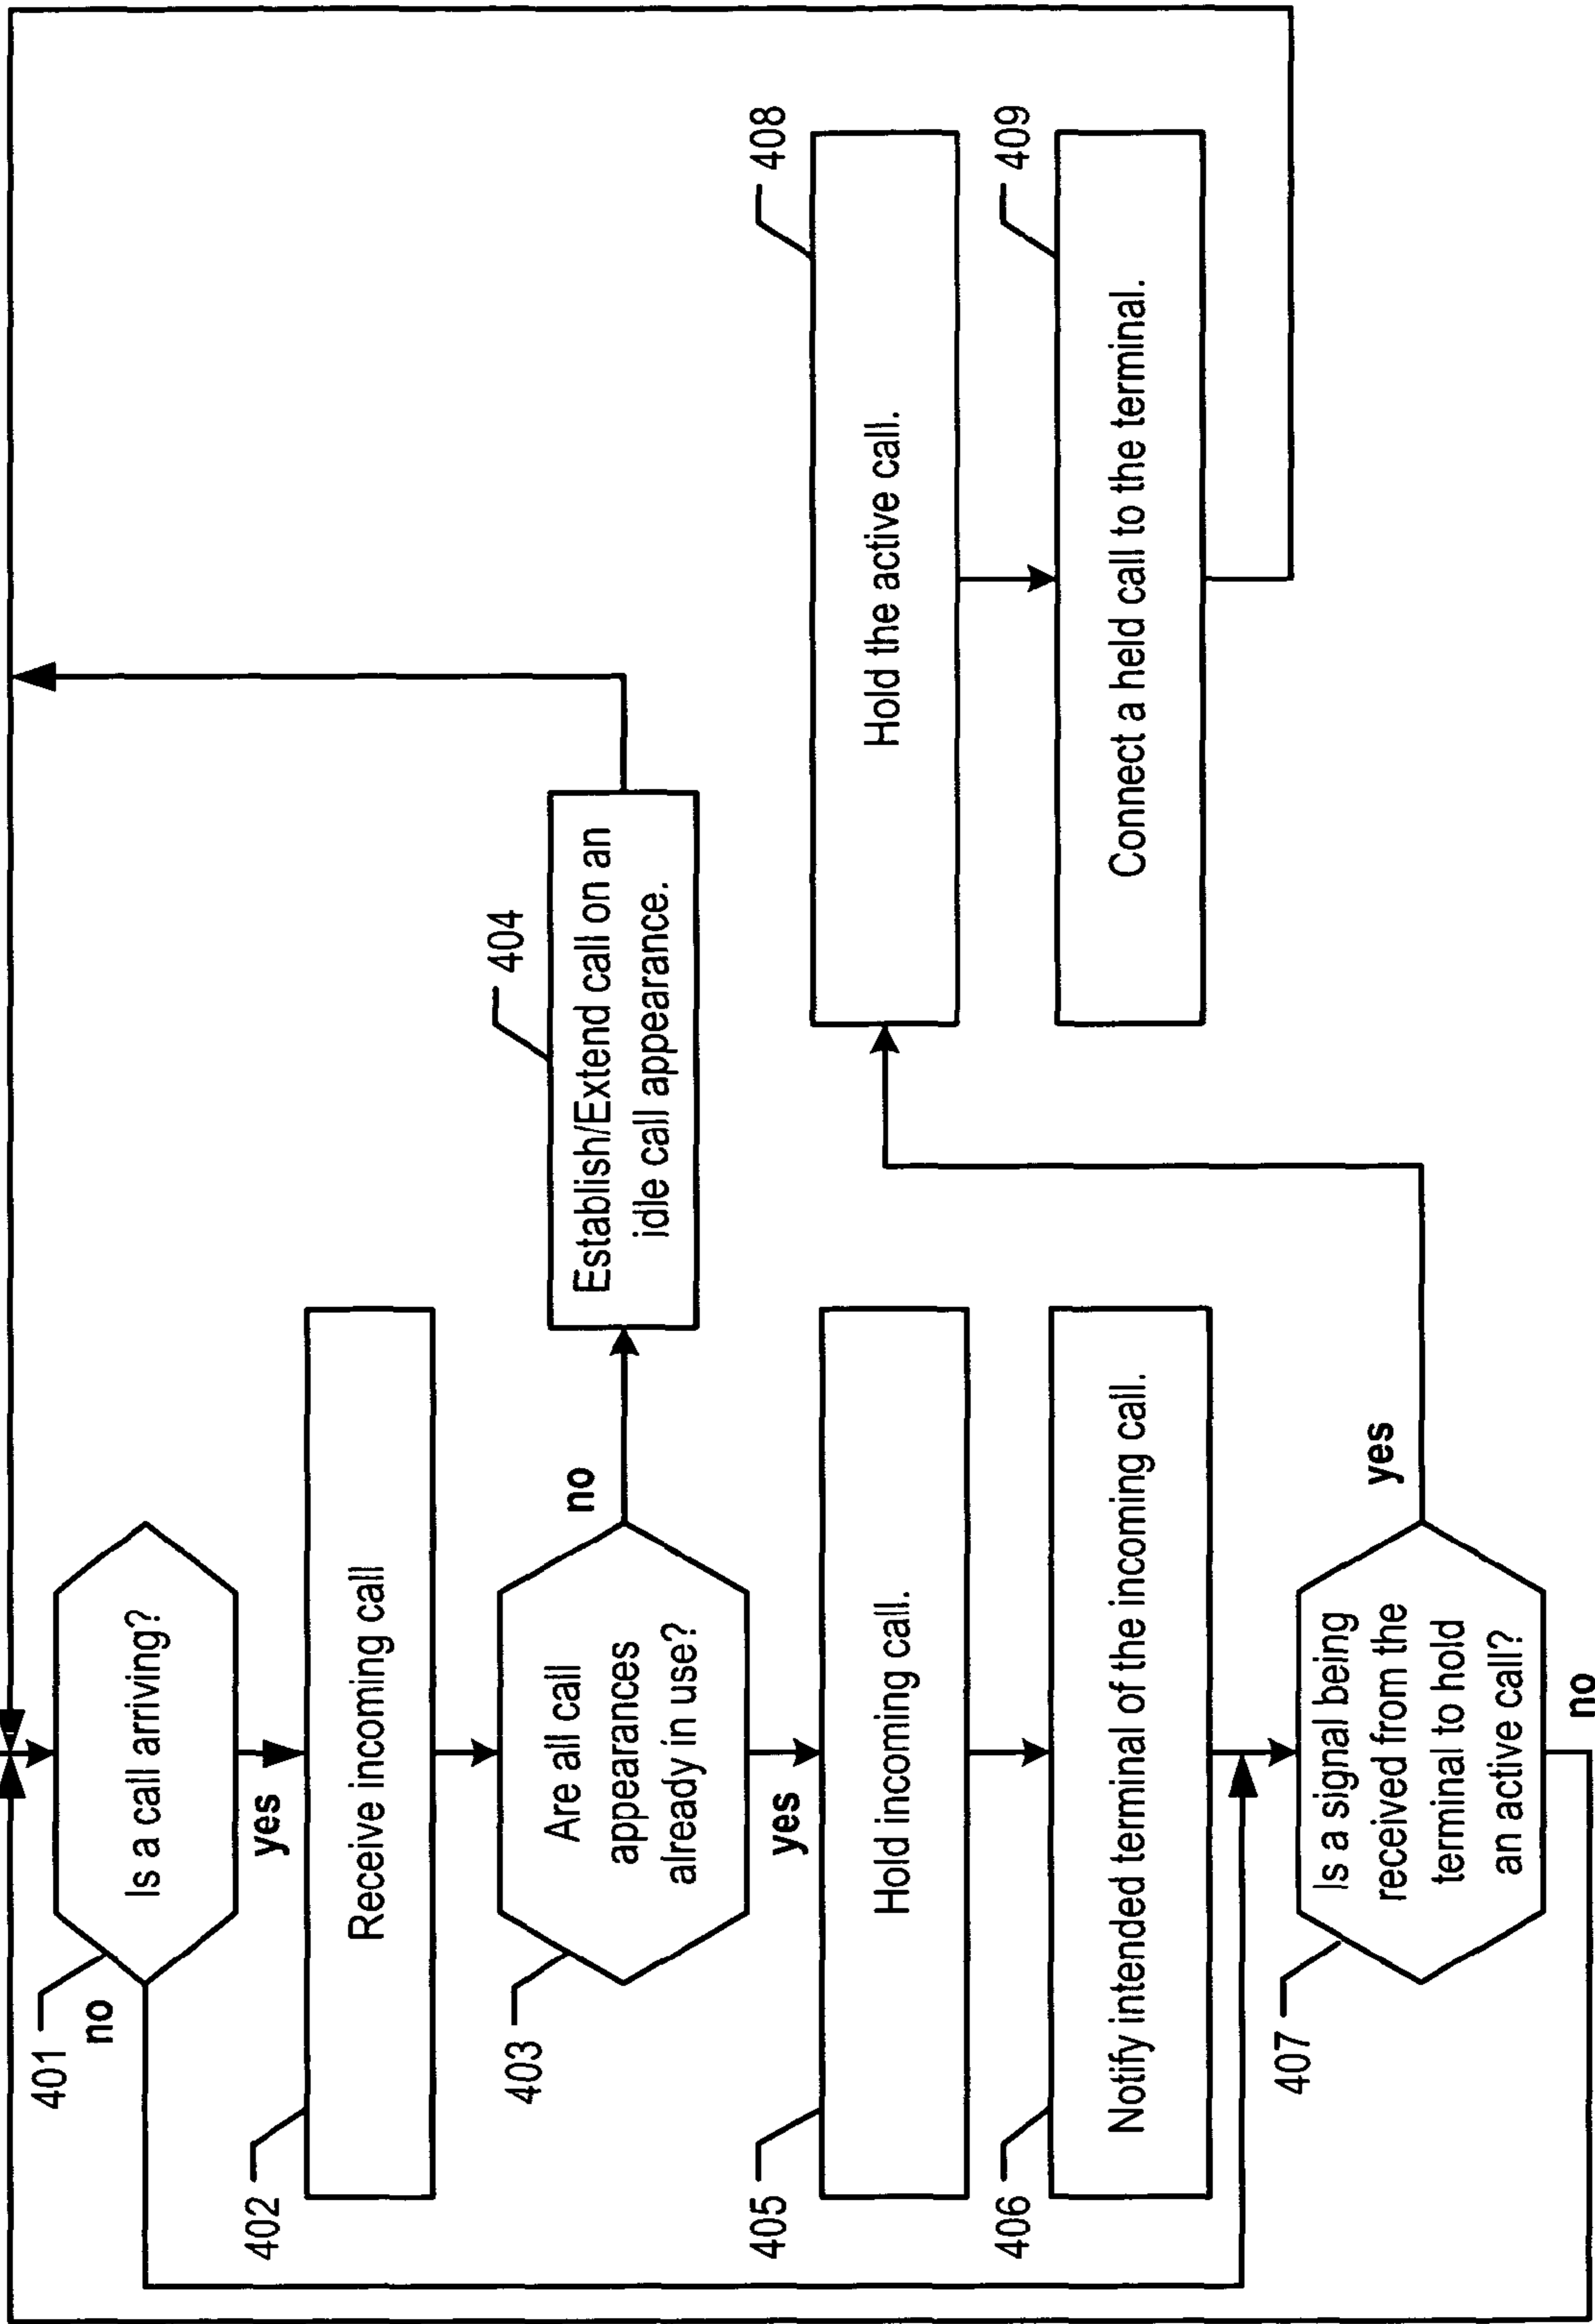 401
no
Is a call arriving?
yes
402
Receive incoming call
403
Are all call
appearances
already in use?
no
404
Establish/Extend call on an
idle call appearance.
yes
405
Hold incoming call.
406
Notify intended terminal of the incoming call.
407
Is a signal being
received from the
terminal to hold
an active call?
yes
no
408
Hold the active call.
409
Connect a held call to the terminal.